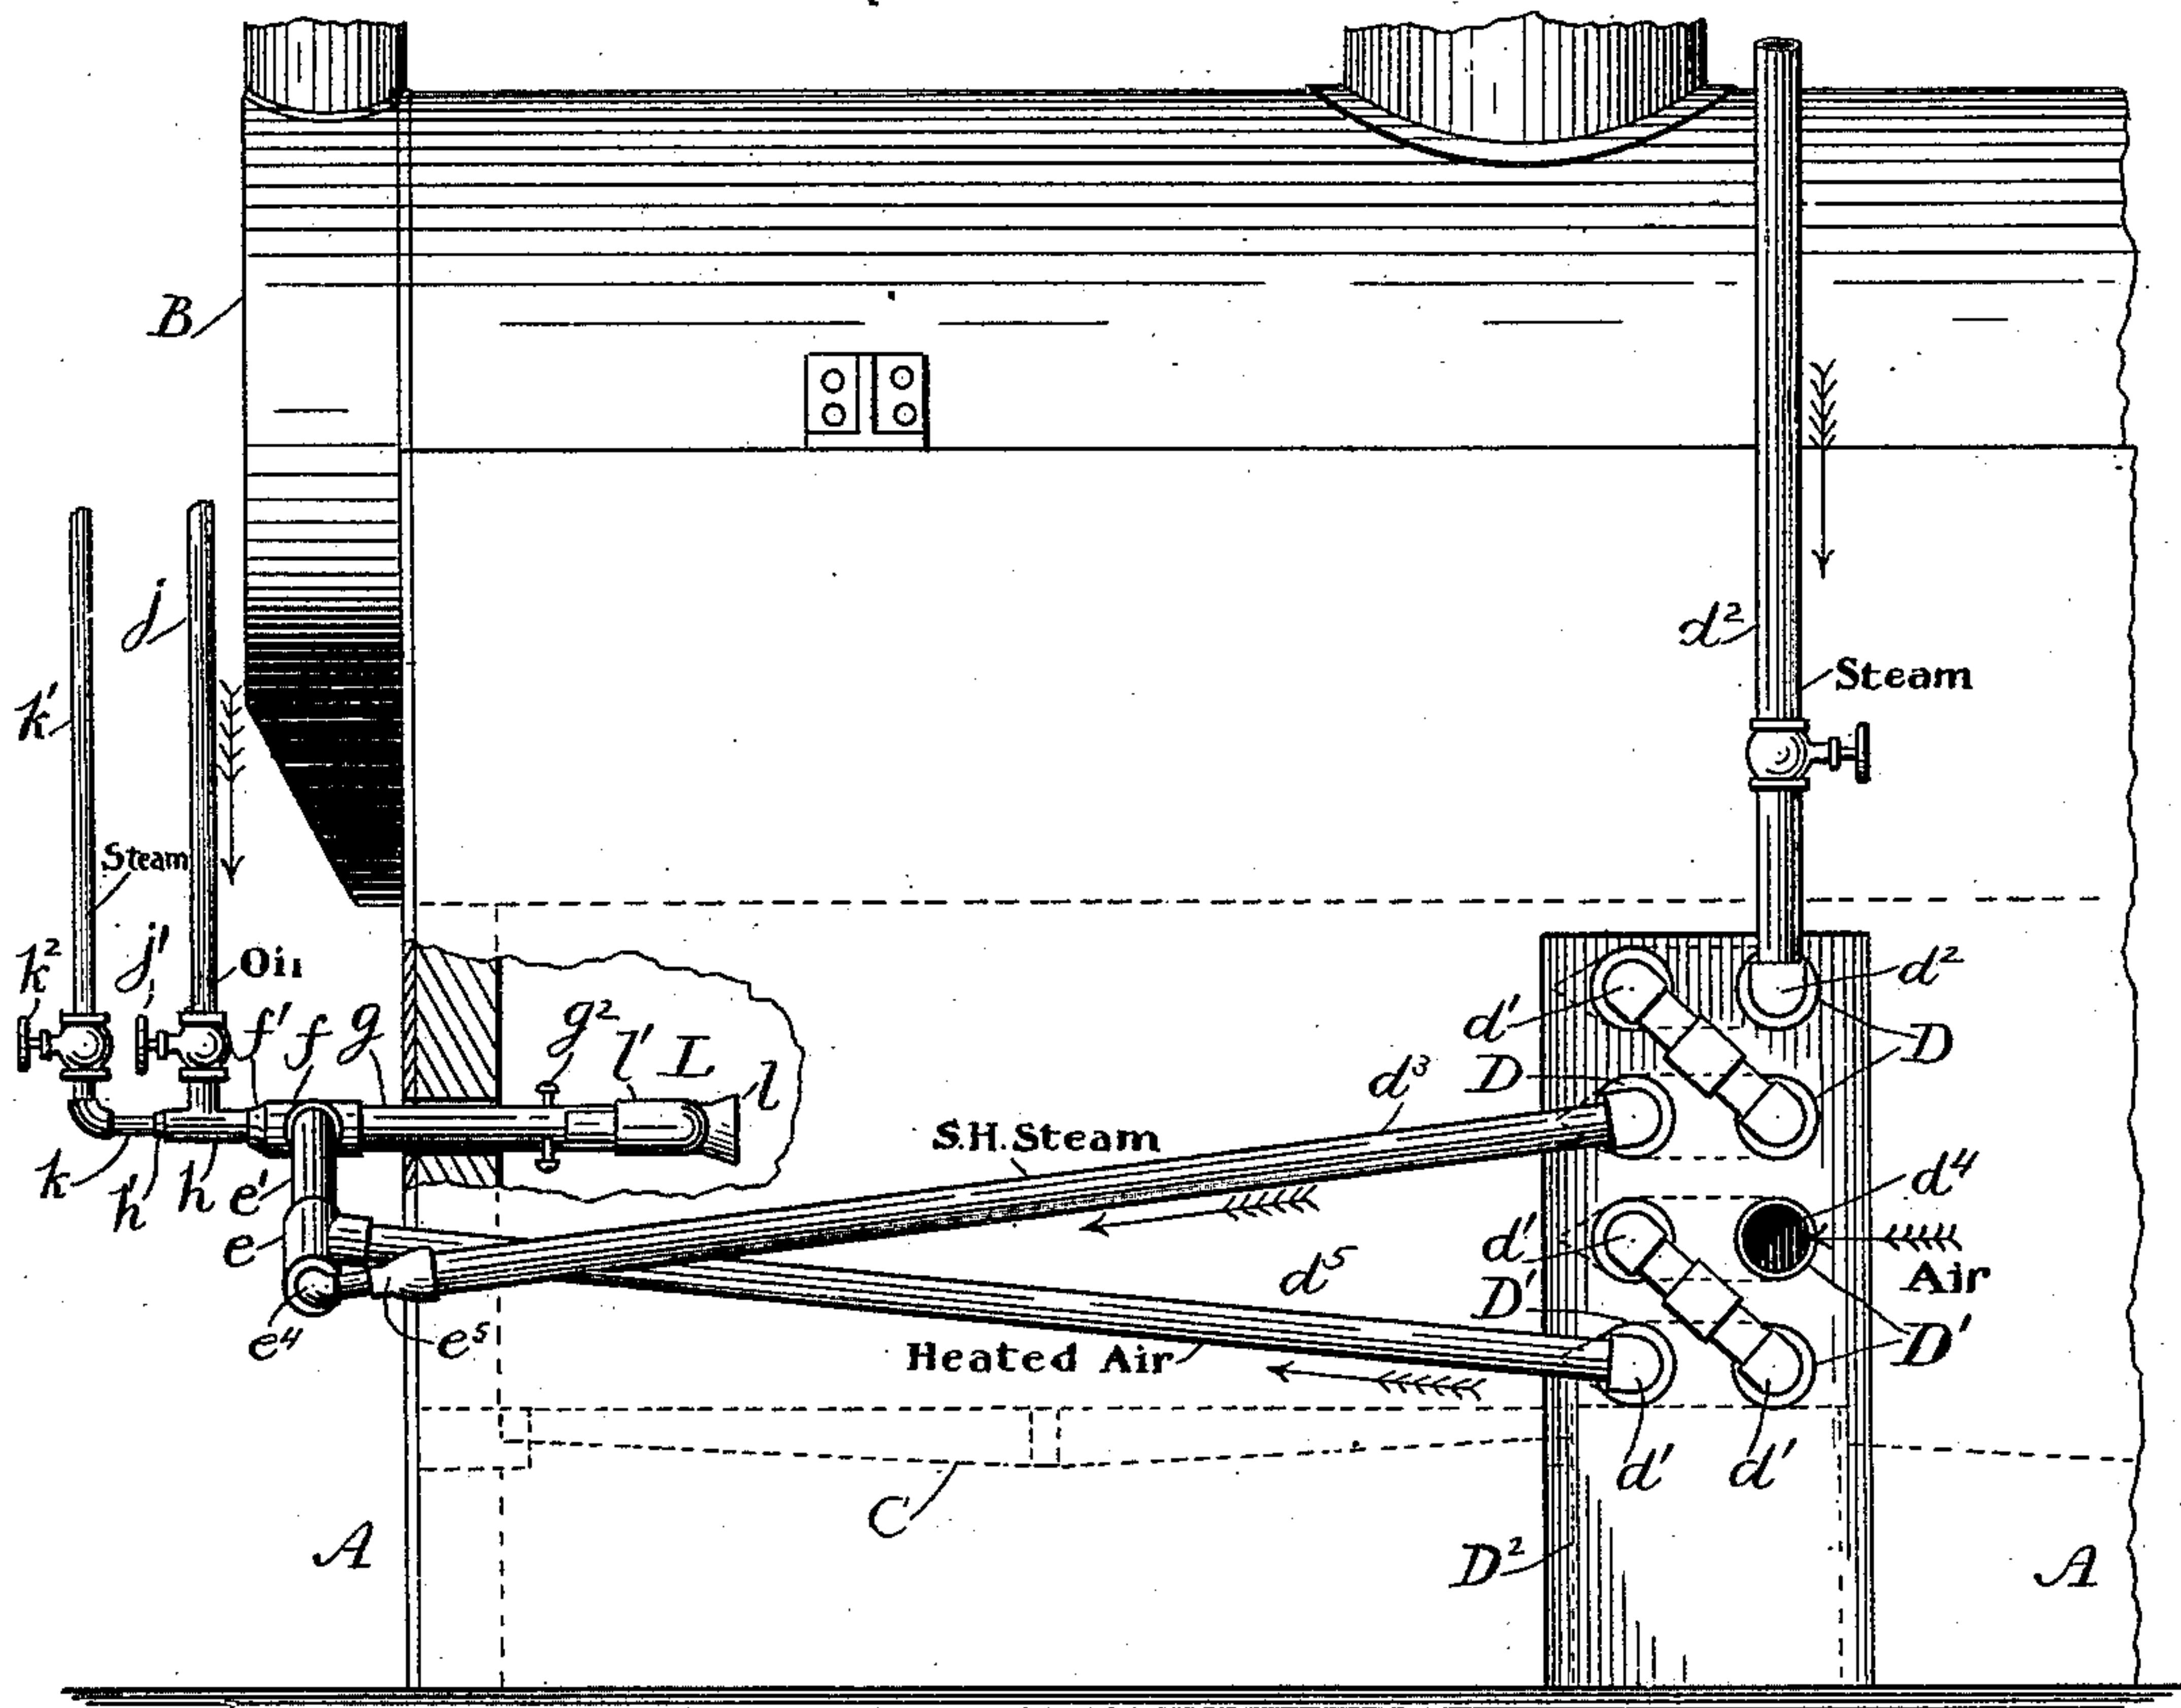 B
j
k'
d²
Steam
Steam
k²
j'
Oil
f' f g
g²
l' L l
d'
D
d²
D
d³
S.H. Steam
k h' h e'
e
e⁴
e⁵
d⁴
Air
d'
D'
d⁵
D'
Heated Air
d' d'
C
A
D²
A